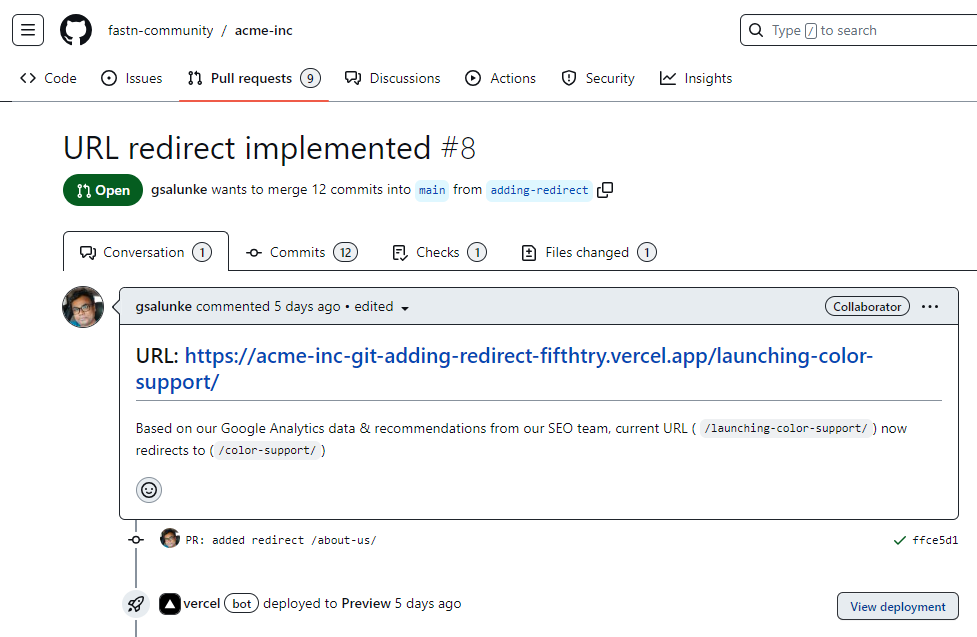 fastn-community / acme-inc
Type / to search
Code Issues Pull requests 9 Discussions Actions Security Insights
URL redirect implemented #8
Open gsalunke wants to merge 12 commits into main from adding-redirect
Conversation 1 Commits 12 Checks 1 Files changed 1
gsalunke commented 5 days ago • edited Collaborator ...
URL: https://acme-inc-git-adding-redirect-fifthtry.vercel.app/launching-color-
support/
Based on our Google Analytics data & recommendations from our SEO team, current URL ( /launching-color-support/ ) now
redirects to ( /color-support/ )
PR: added redirect /about-us/ ffce5d1
vercel bot deployed to Preview 5 days ago View deployment